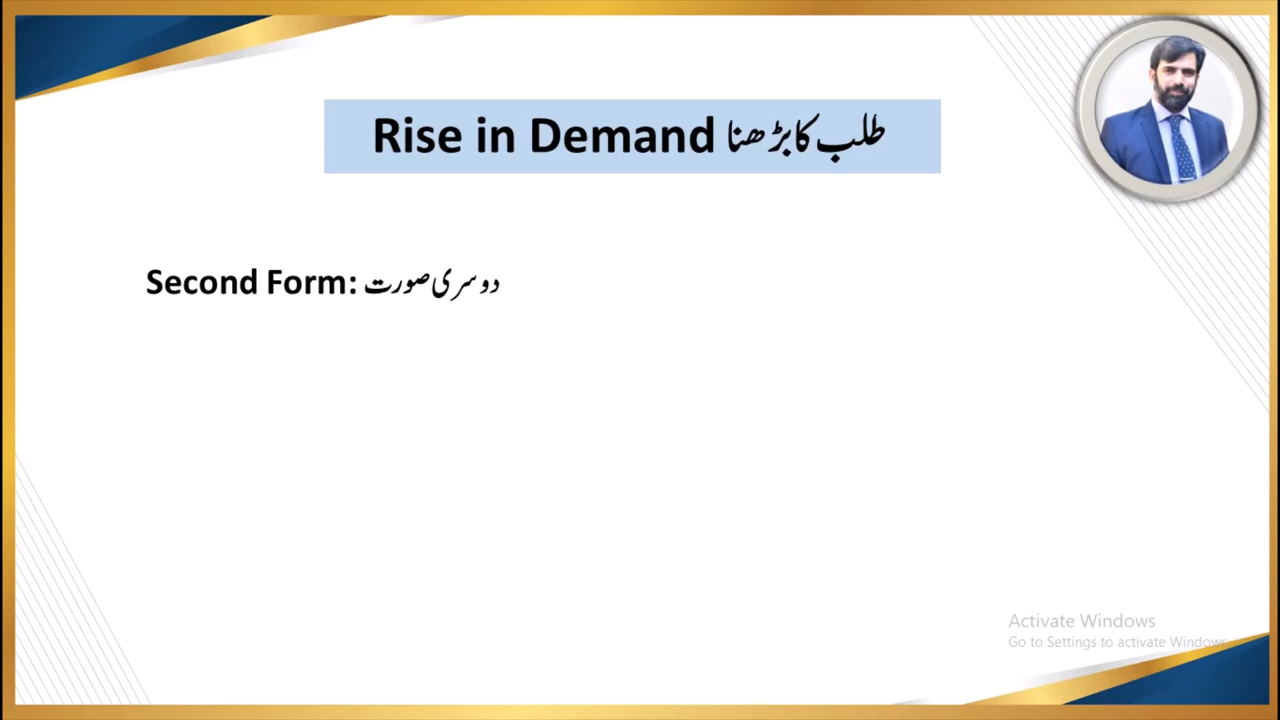 Rise in Demand طلب کا بڑھنا
Second Form: دوسری صورت
Activate Windows
Go to Settings to activate Windows.